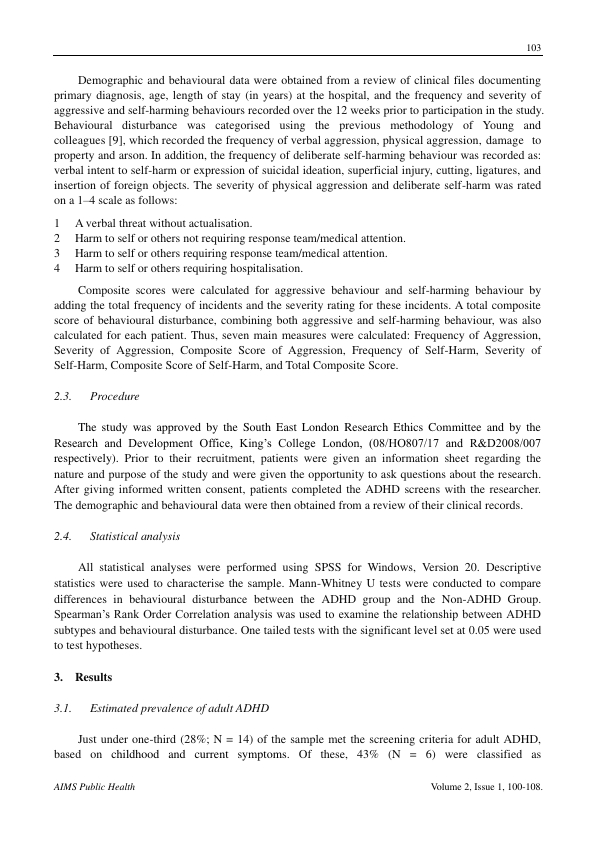 103
Demographic and behavioural data were obtained from a review of clinical files documenting
primary diagnosis, age, length of stay (in years) at the hospital, and the frequency and severity of
aggressive and self-harming behaviours recorded over the 12 weeks prior to participation in the study.
Behavioural disturbance was categorised using the previous methodology of Young and
colleagues [9], which recorded the frequency of verbal aggression, physical aggression, damage to
property and arson. In addition, the frequency of deliberate self-harming behaviour was recorded as:
verbal intent to self-harm or expression of suicidal ideation, superficial injury, cutting, ligatures, and
insertion of foreign objects. The severity of physical aggression and deliberate self-harm was rated
on a 1–4 scale as follows:
1 A verbal threat without actualisation.
2 Harm to self or others not requiring response team/medical attention.
3 Harm to self or others requiring response team/medical attention.
4 Harm to self or others requiring hospitalisation.
Composite scores were calculated for aggressive behaviour and self-harming behaviour by
adding the total frequency of incidents and the severity rating for these incidents. A total composite
score of behavioural disturbance, combining both aggressive and self-harming behaviour, was also
calculated for each patient. Thus, seven main measures were calculated: Frequency of Aggression,
Severity of Aggression, Composite Score of Aggression, Frequency of Self-Harm, Severity of
Self-Harm, Composite Score of Self-Harm, and Total Composite Score.
2.3. Procedure
The study was approved by the South East London Research Ethics Committee and by the
Research and Development Office, King's College London, (08/HO807/17 and R&D2008/007
respectively). Prior to their recruitment, patients were given an information sheet regarding the
nature and purpose of the study and were given the opportunity to ask questions about the research.
After giving informed written consent, patients completed the ADHD screens with the researcher.
The demographic and behavioural data were then obtained from a review of their clinical records.
2.4. Statistical analysis
All statistical analyses were performed using SPSS for Windows, Version 20. Descriptive
statistics were used to characterise the sample. Mann-Whitney U tests were conducted to compare
differences in behavioural disturbance between the ADHD group and the Non-ADHD Group.
Spearman's Rank Order Correlation analysis was used to examine the relationship between ADHD
subtypes and behavioural disturbance. One tailed tests with the significant level set at 0.05 were used
to test hypotheses.
3. Results
3.1. Estimated prevalence of adult ADHD
Just under one-third (28%; N = 14) of the sample met the screening criteria for adult ADHD,
based on childhood and current symptoms. Of these, 43% (N = 6) were classified as
AIMS Public Health
Volume 2, Issue 1, 100-108.